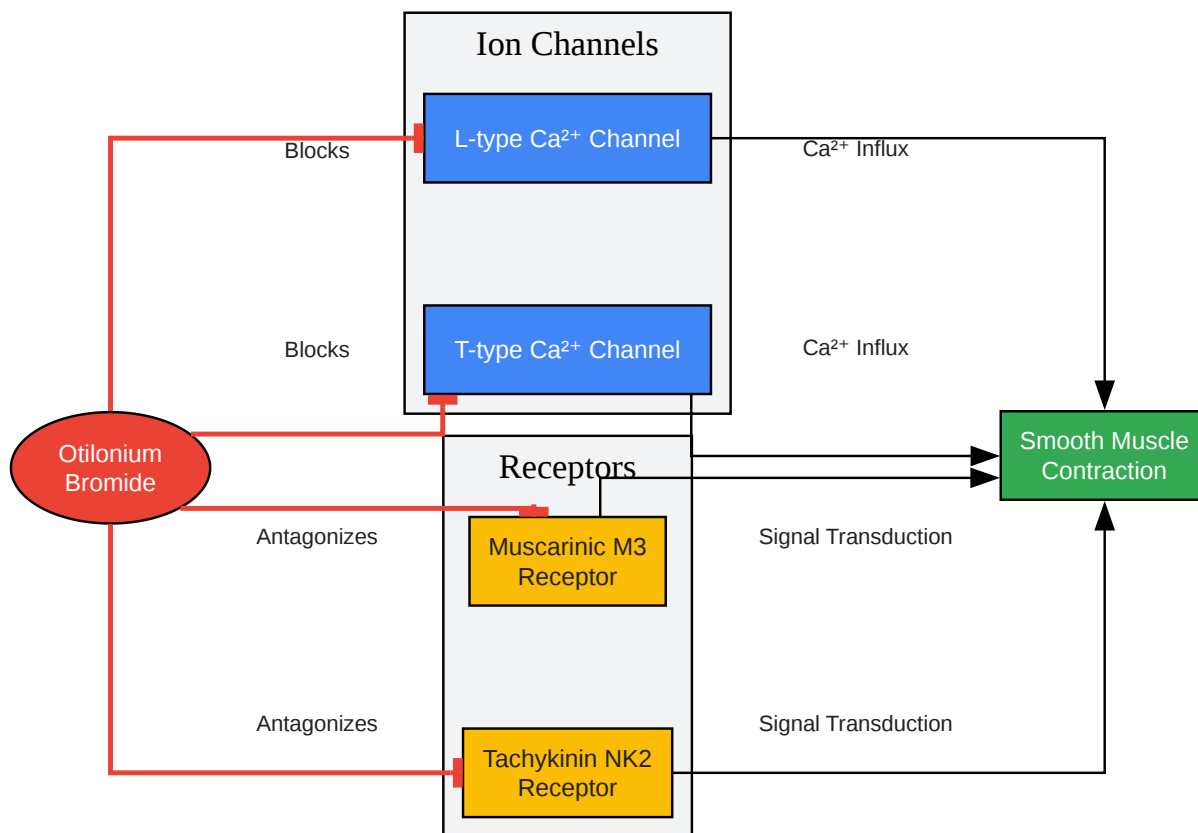 Ion Channels
L-type Ca²⁺ Channel
Blocks
Ca²⁺ Influx
T-type Ca²⁺ Channel
Blocks
Ca²⁺ Influx
Otilonium
Bromide
Smooth Muscle
Contraction
Receptors
Antagonizes
Muscarinic M3
Receptor
Signal Transduction
Antagonizes
Tachykinin NK2
Receptor
Signal Transduction